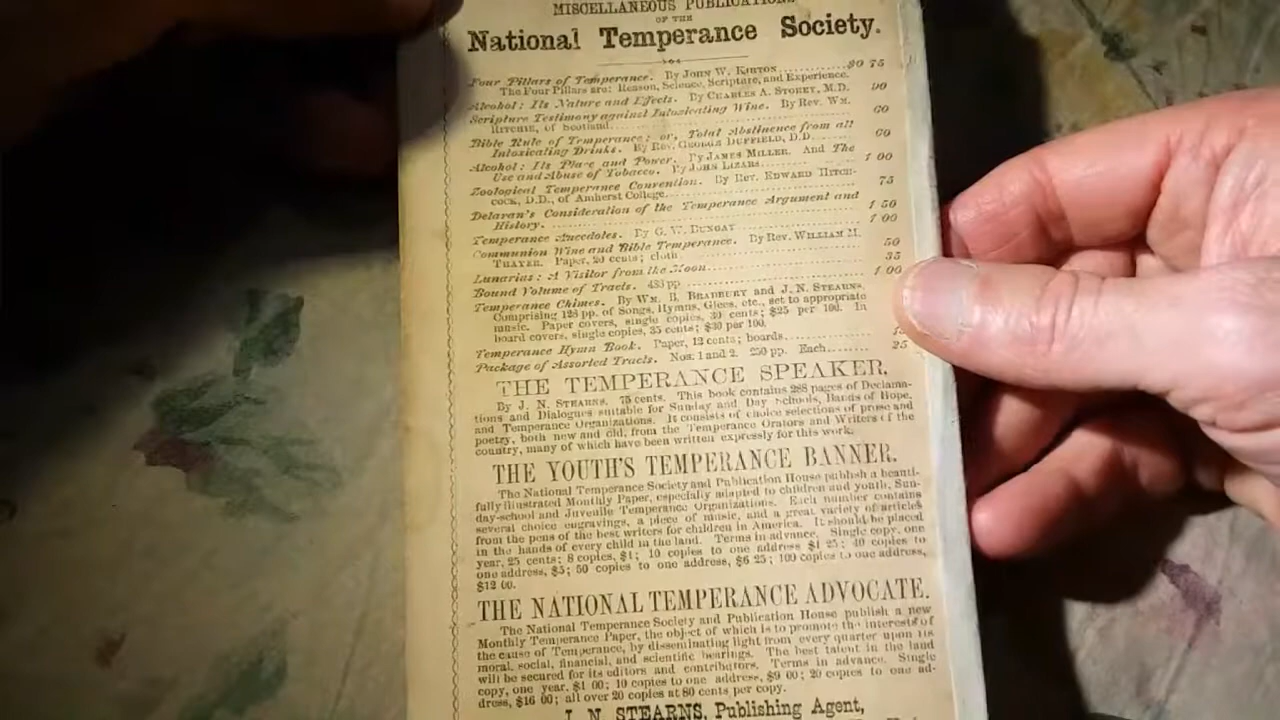 MISCELLANEOUS PUBLICATIONS
OF THE
National Temperance Society.
Four Pillars of Temperance. By JOHN W. KIRTON............$0 75
The Four Pillars are: Reason, Science, Scripture, and Experience.
Alcohol: Its Nature and Effects. By CHARLES A. STOREY, M.D. 90
Scripture Testimony against Intoxicating Wine. By Rev. WM.
RITCHIE, of Scotland............ 60
Bible Rule of Temperance; or, Total Abstinence from all
Intoxicating Drinks. By Rev. GEORGE DUFFIELD, D.D....... 60
Alcohol: Its Place and Power. By JAMES MILLER. And The
Use and Abuse of Tobacco. By JOHN LIZARS............ 1 00
Zoological Temperance Convention. By Rev. EDWARD HITCH-
COCK, D.D., of Amherst College............ 75
Delavan's Consideration of the Temperance Argument and
History............ 1 50
Temperance Anecdotes. By G. W. BUNGAY............ 1 00
Communion Wine and Bible Temperance. By Rev. WILLIAM M.
THAYER. Paper, 20 cents; cloth............ 50
Lunarius: A Visitor from the Moon............ 35
Bound Volume of Tracts. 483 pp............ 1 00
Temperance Chimes. By WM. B. BRADBURY and J. N. STEARNS.
Comprising 128 pp. of Songs, Hymns, Glees, etc., set to appropriate
music. Paper covers, single copies, 30 cents; $25 per 100. In
board covers, single copies, 35 cents; $30 per 100.
Temperance Hymn Book. Paper, 12 cents; boards............
Package of Assorted Tracts. Nos. 1 and 2. 250 pp. Each......... 25
THE TEMPERANCE SPEAKER.
By J. N. STEARNS. 75 cents. This book contains 288 pages of Declama-
tions and Dialogues suitable for Sunday and Day Schools, Bands of Hope,
and Temperance Organizations. It consists of choice selections of prose and
poetry, both new and old, from the Temperance Orators and Writers of the
country, many of which have been written expressly for this work.
THE YOUTH'S TEMPERANCE BANNER.
The National Temperance Society and Publication House publish a beauti-
fully illustrated Monthly Paper, especially adapted to children and youth, Sun-
day-school and Juvenile Temperance Organizations. Each number contains
several choice engravings, a piece of music, and a great variety of articles
from the pens of the best writers for children in America. It should be placed
in the hands of every child in the land. Terms in advance. Single copy, one
year, 25 cents; 8 copies, $1; 10 copies to one address $1 25; 40 copies to
one address, $5; 50 copies to one address, $6 25; 100 copies to one address,
$12 00.
THE NATIONAL TEMPERANCE ADVOCATE.
The National Temperance Society and Publication House publish a new
Monthly Temperance Paper, the object of which is to promote the interests of
the cause of Temperance, by disseminating light from every quarter upon its
moral, social, financial, and scientific bearings. The best talent in the land
will be secured for its editors and contributors. Terms in advance. Single
copy, one year, $1 00; 10 copies to one address, $9 00; 20 copies to one ad-
dress, $16 00; all over 20 copies at 80 cents per copy.
J. N. STEARNS, Publishing Agent,